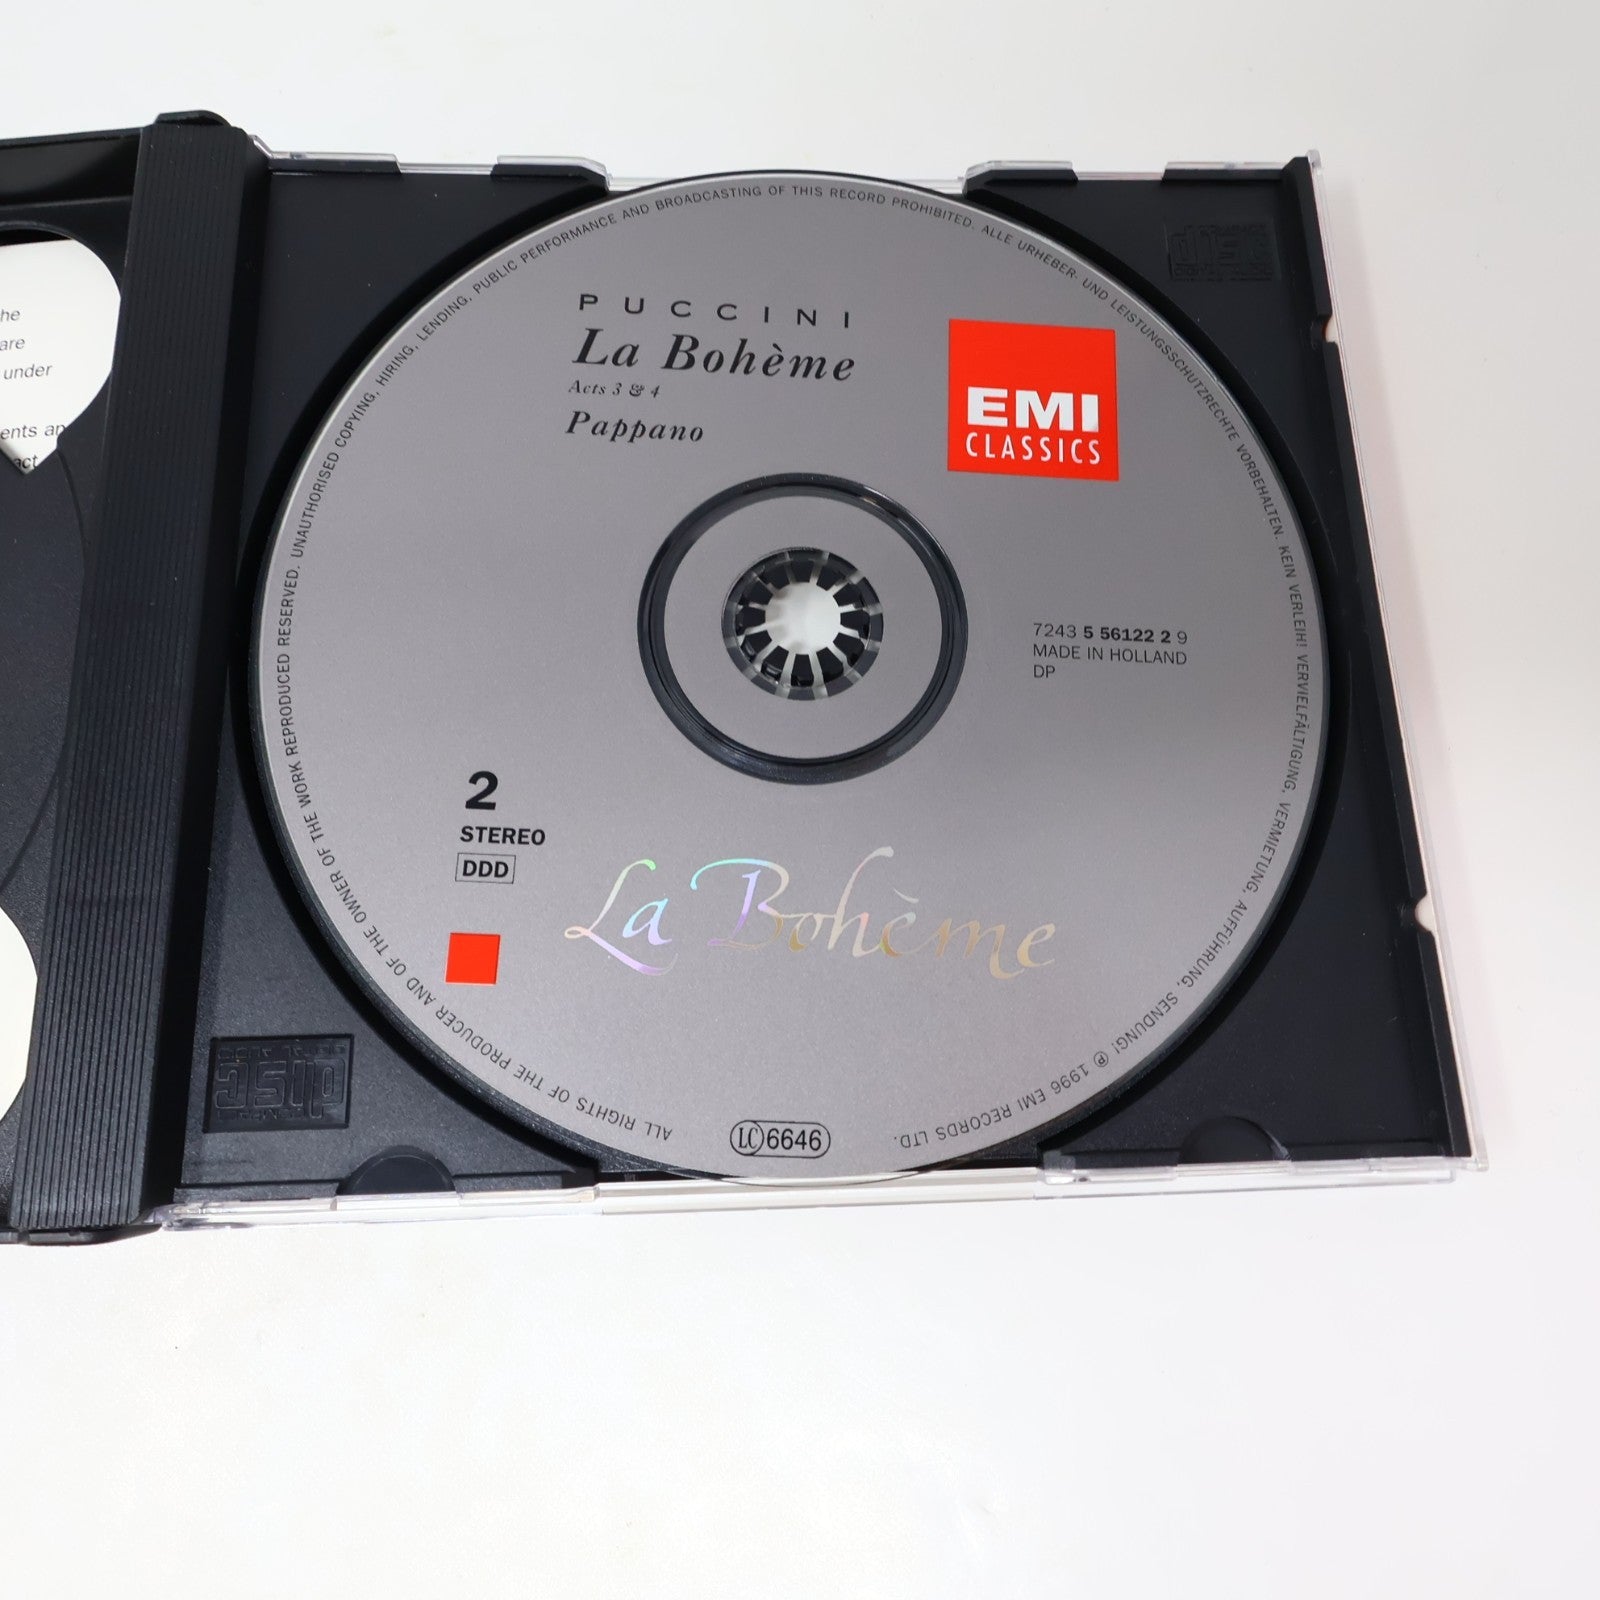 he
are
under
ents an
act
PUCCINI
La Bohème
Acts 3 & 4
Pappano
EMI
CLASSICS
7243 5 56122 2 9
MADE IN HOLLAND
DP
2
STEREO
DDD
La Bohème
LC 6646
ALL RIGHTS OF THE PRODUCER AND OF THE OWNER OF THE WORK REPRODUCED RESERVED. UNAUTHORISED COPYING, HIRING, LENDING, PUBLIC PERFORMANCE AND BROADCASTING OF THIS RECORD PROHIBITED. ALLE URHEBER- UND LEISTUNGSSCHUTZRECHTE VORBEHALTEN. KEIN VERLEIH! VERVIELFÄLTIGUNG, VERMIETUNG, AUFFÜHRUNG, SENDUNG! ℗ 1996 EMI RECORDS LTD.
disc
disc